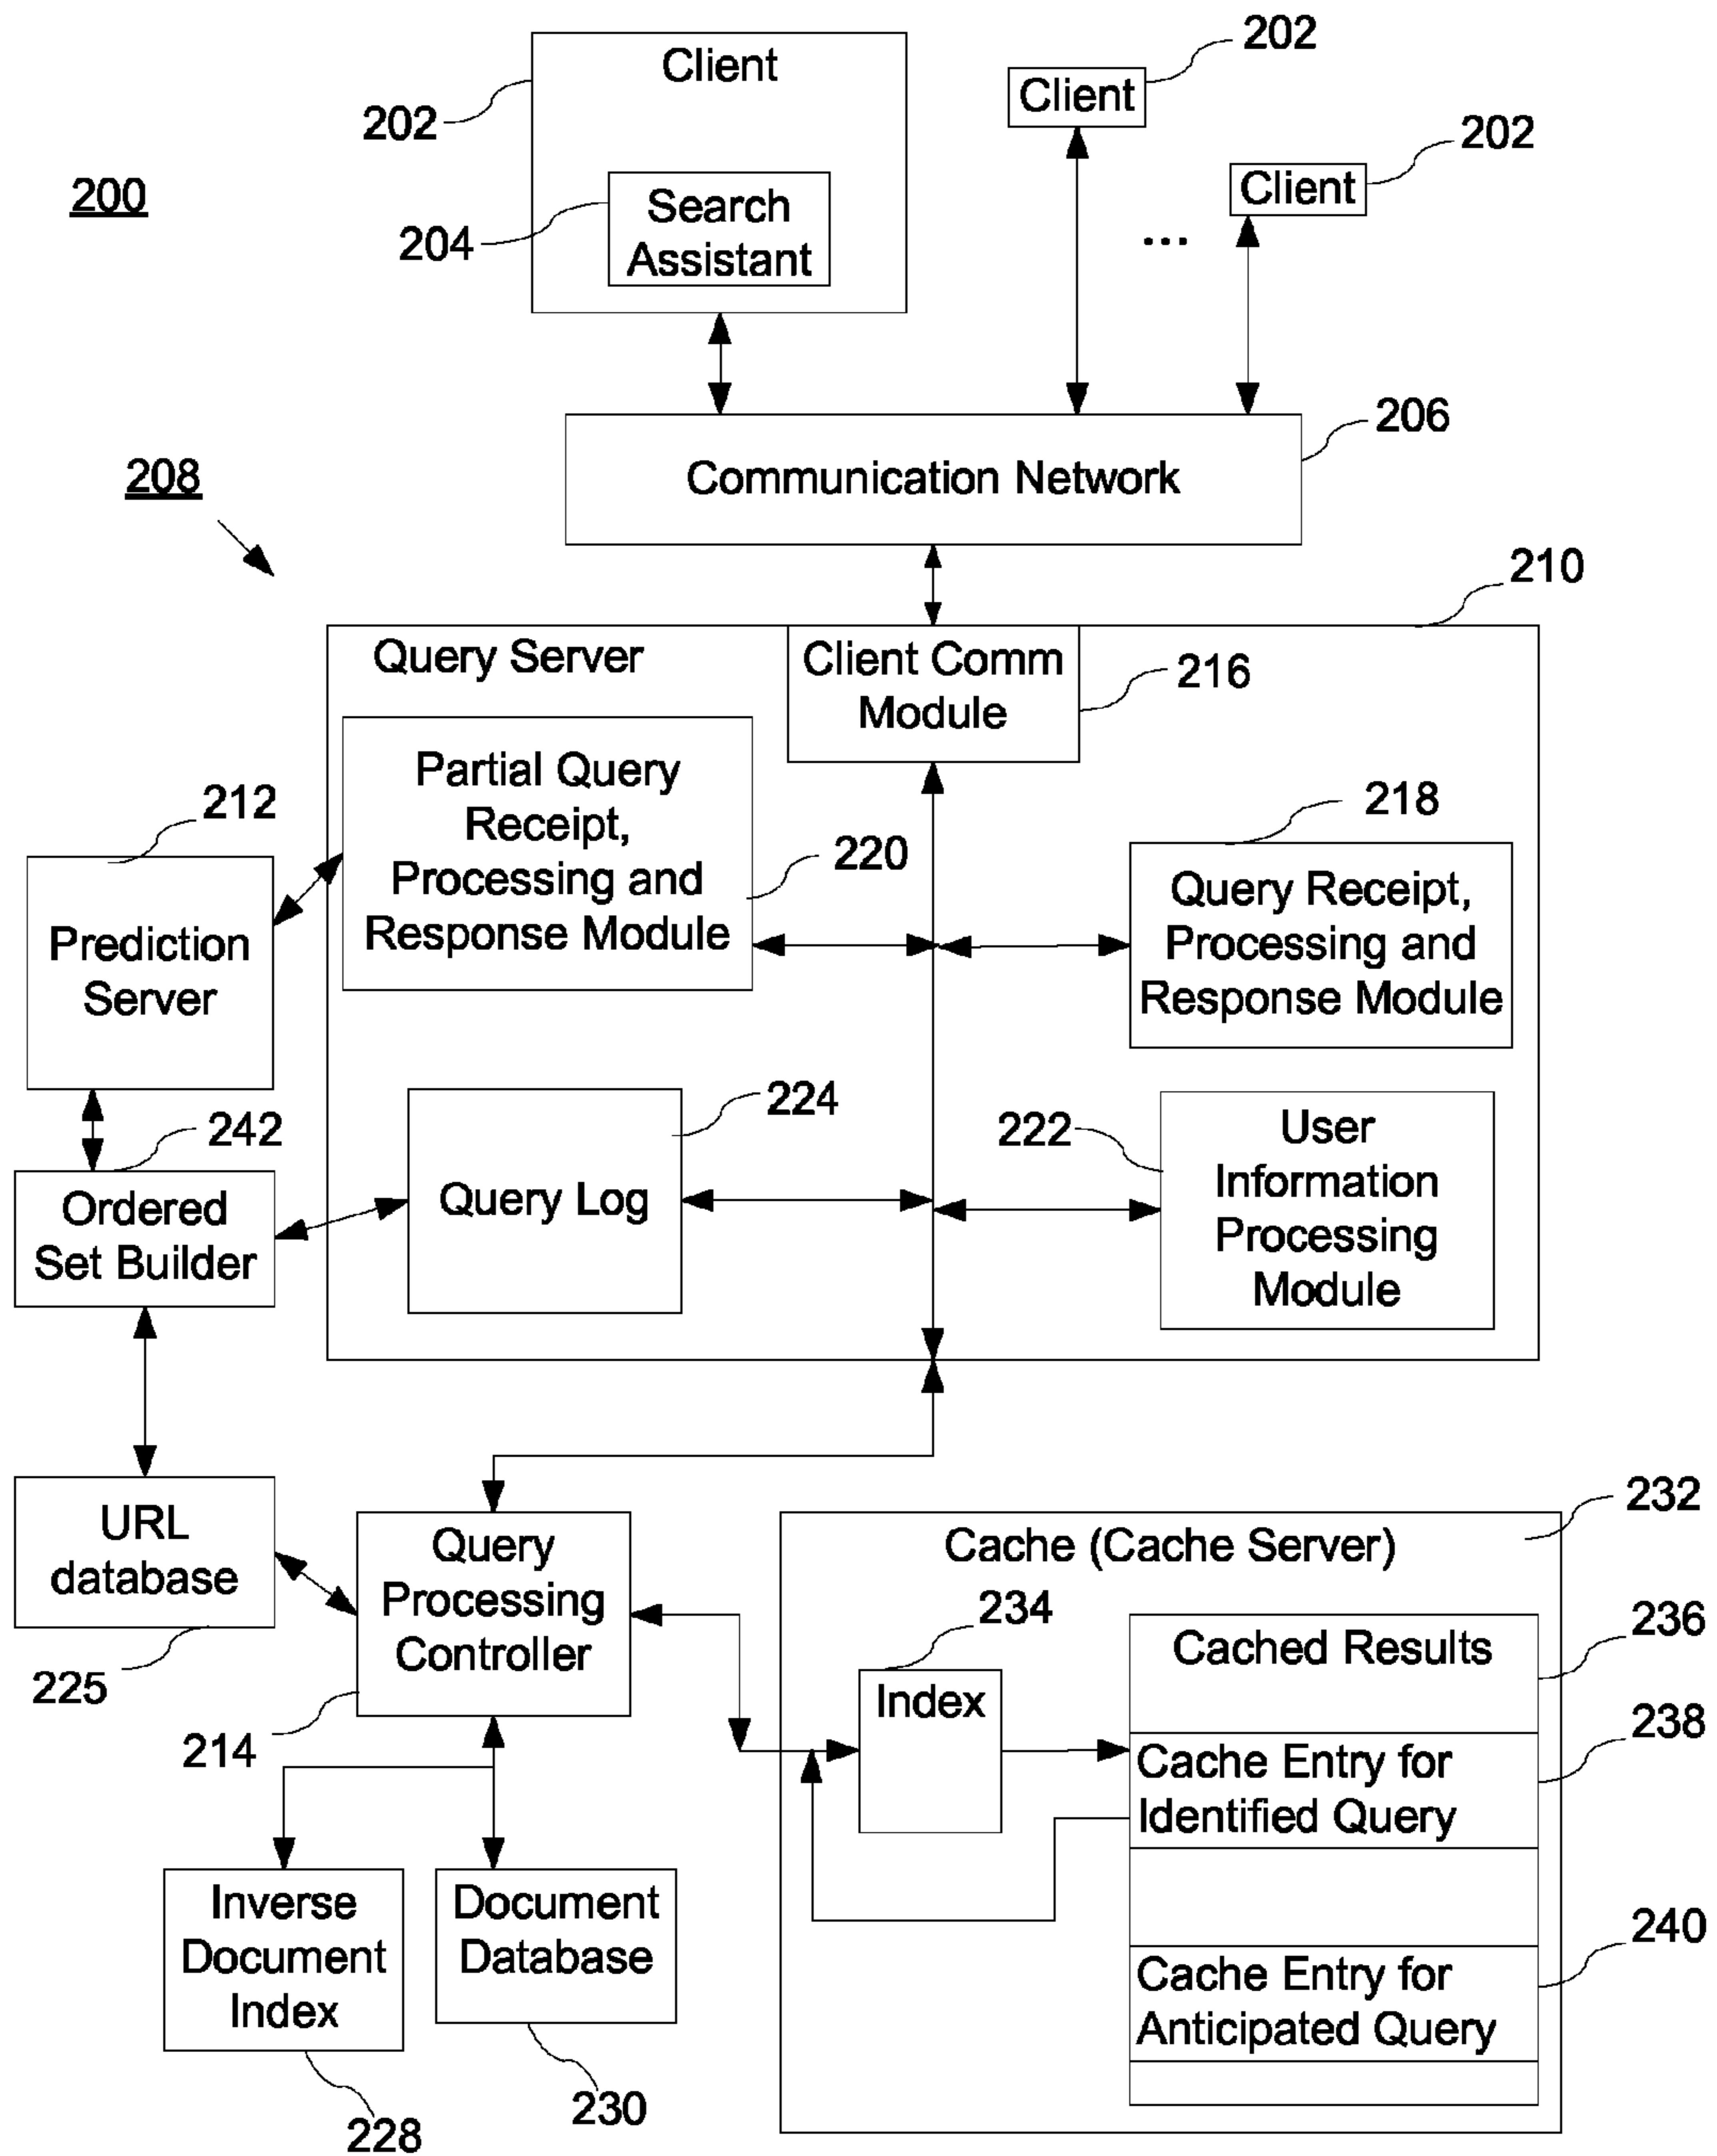 202
Client
202
Client
202
Client
200
204
Search
Assistant
...
206
Communication Network
208
210
Query Server
Client Comm
Module
216
Partial Query
Receipt,
Processing and
Response Module
220
212
Prediction
Server
218
Query Receipt,
Processing and
Response Module
224
Query Log
222
User
Information
Processing
Module
242
Ordered
Set Builder
URL
database
225
Query
Processing
Controller
214
232
Cache (Cache Server)
234
Index
236
Cached Results
238
Cache Entry for
Identified Query
240
Cache Entry for
Anticipated Query
Inverse
Document
Index
228
Document
Database
230